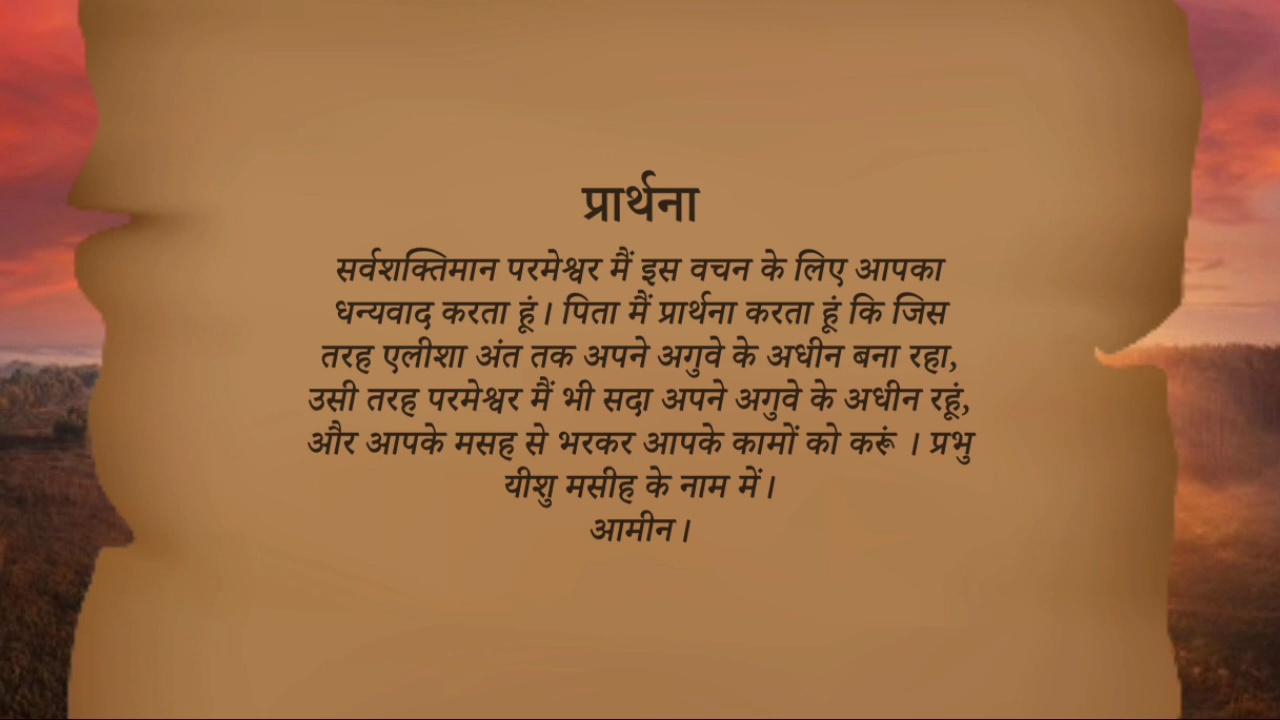 प्रार्थना
सर्वशक्तिमान परमेश्वर मैं इस वचन के लिए आपका
धन्यवाद करता हूं। पिता मैं प्रार्थना करता हूं कि जिस
तरह एलीशा अंत तक अपने अगुवे के अधीन बना रहा,
उसी तरह परमेश्वर मैं भी सदा अपने अगुवे के अधीन रहूं,
और आपके मसह से भरकर आपके कामों को करूं । प्रभु
यीशु मसीह के नाम में।
आमीन।